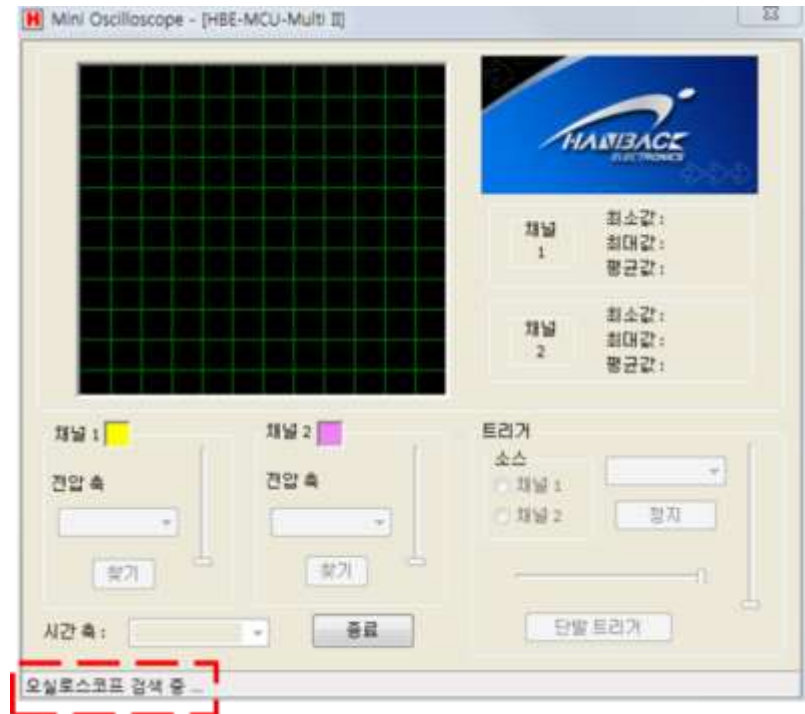 Mini Oscilloscope - [HBE-MCU-Multi II]
HANBACK
ELECTRONICS
채널
1
최소값 :
최대값 :
평균값 :
채널
2
최소값 :
최대값 :
평균값 :
채널 1
전압 축
찾기
채널 2
전압 축
찾기
트리거
소스
채널 1
채널 2
정지
단발 트리거
시간 축 :
종료
오실로스코프 검색 중 ...